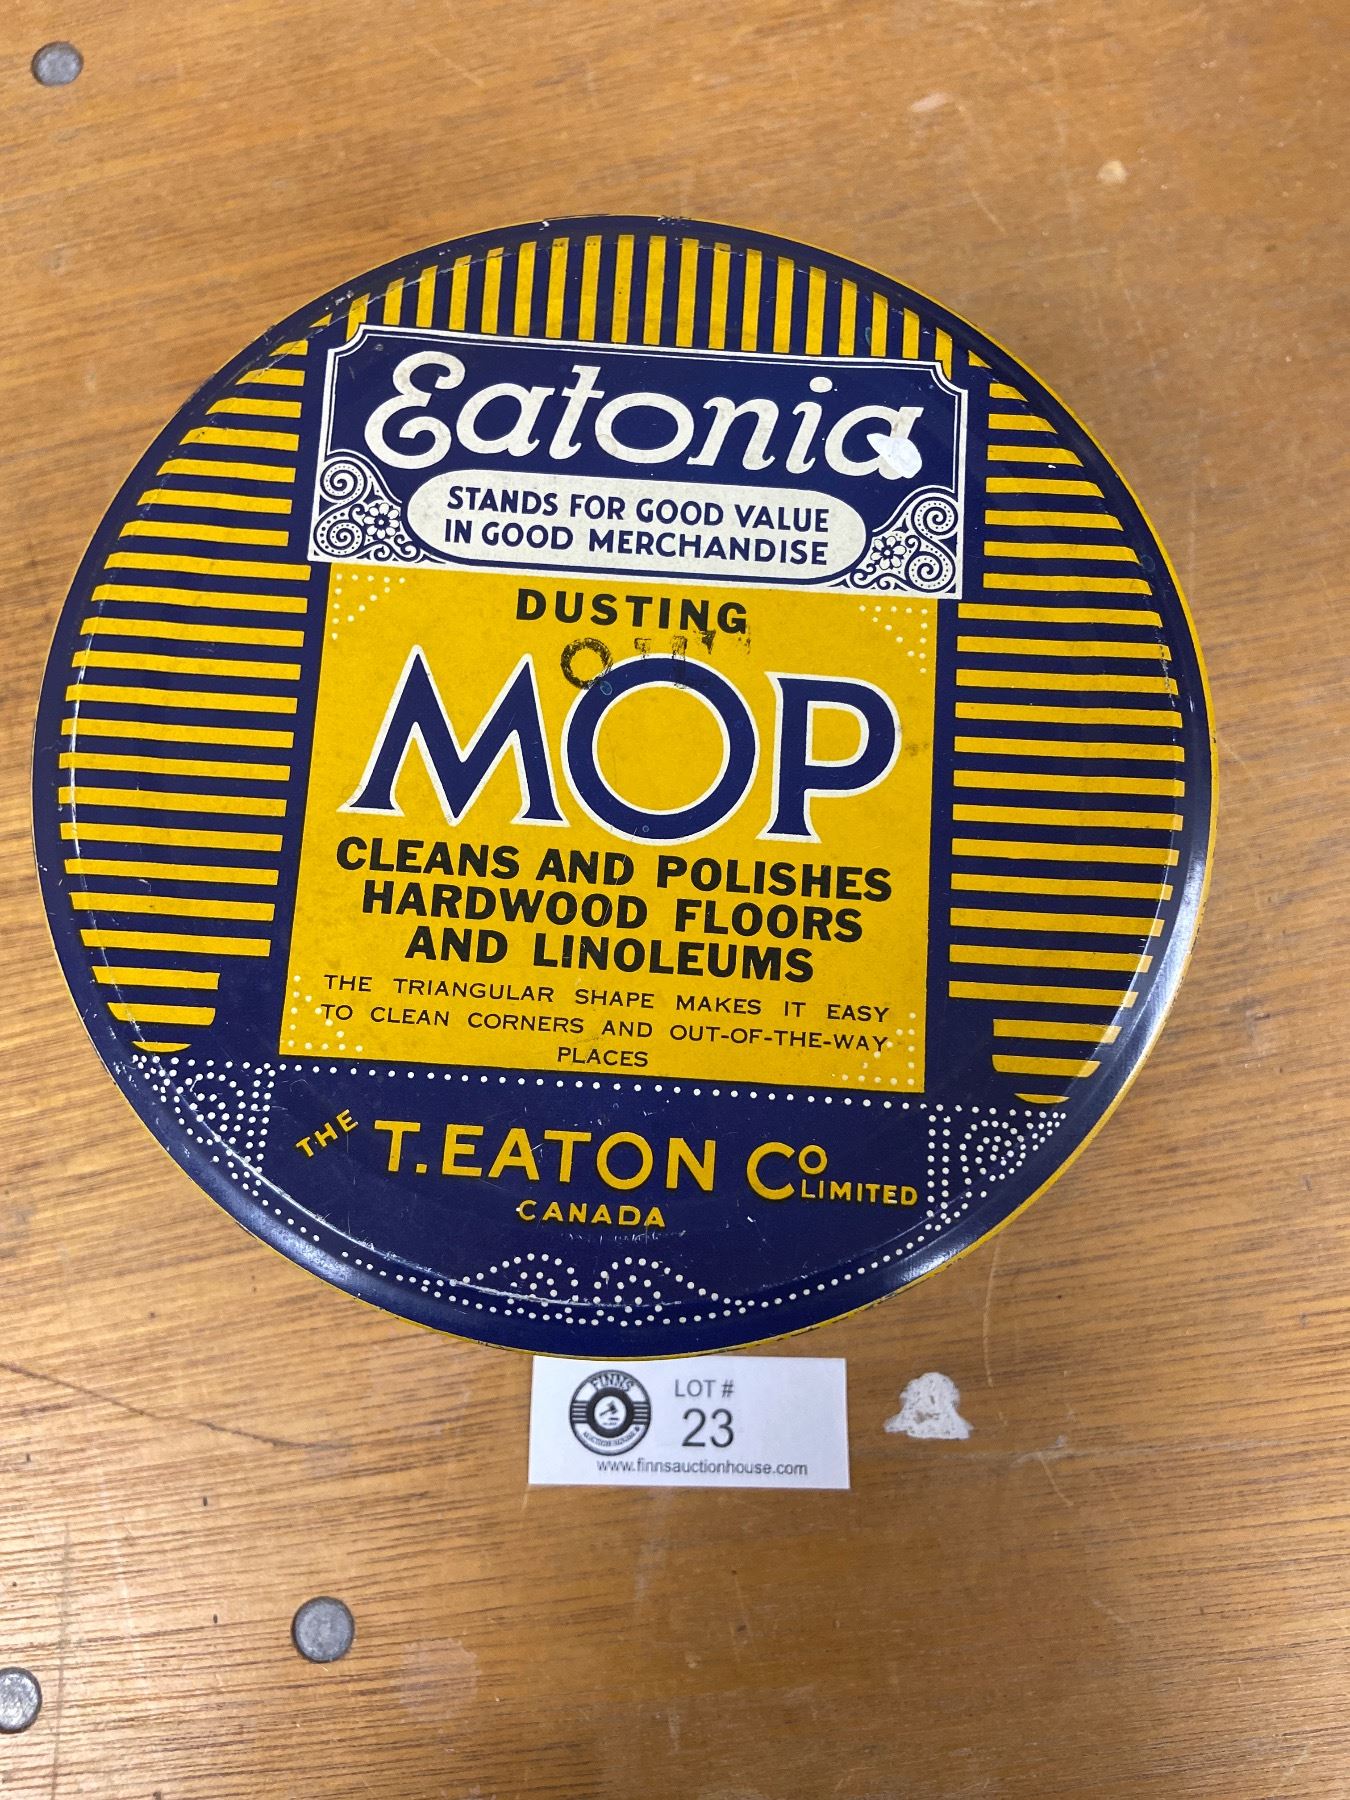 Eatonia
STANDS FOR GOOD VALUE
IN GOOD MERCHANDISE
DUSTING
MOP
CLEANS AND POLISHES
HARDWOOD FLOORS
AND LINOLEUMS
THE TRIANGULAR SHAPE MAKES IT EASY
TO CLEAN CORNERS AND OUT-OF-THE-WAY
PLACES
THE T. EATON CO LIMITED
CANADA
FINNS
LOT #
23
www.finnsauctionhouse.com